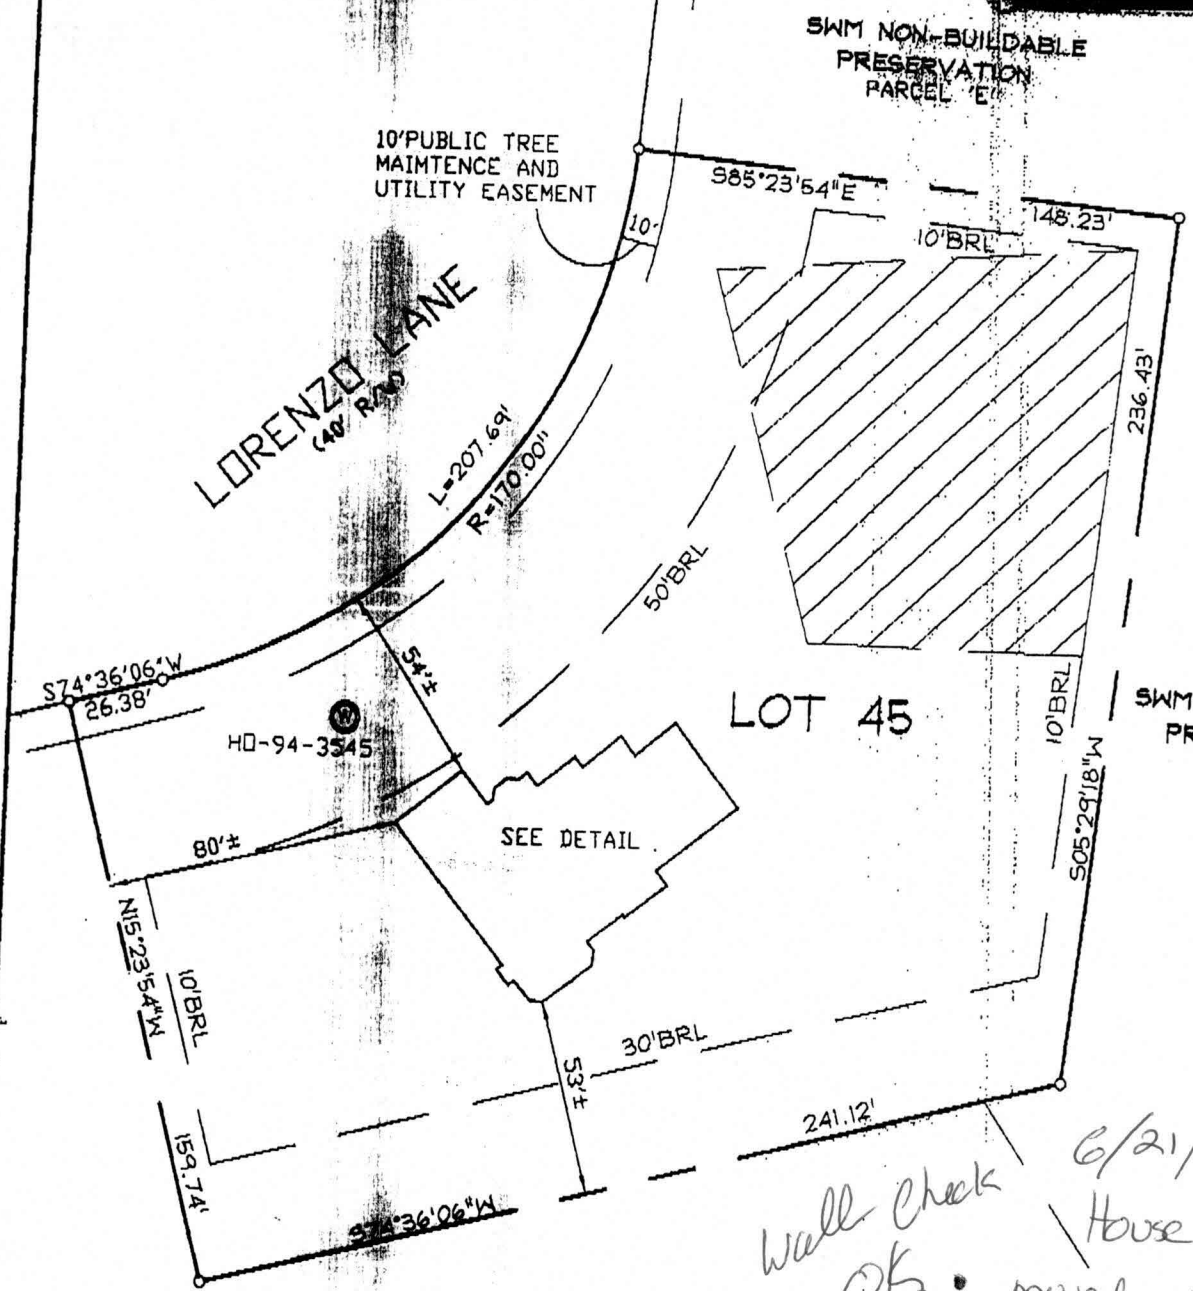 SWM NON-BUILDABLE
PRESERVATION
PARCEL 'E'
10'PUBLIC TREE
MAIMTENCE AND
UTILITY EASEMENT
10'
S85°23'54"E
148.23'
10'BRL
LORENZO LANE
(40' R/W)
L=207.69'
R=170.00"
236.43'
50'BRL
54'±
S74°36'06"W
26.38'
HO-94-3545
W
LOT 45
10'BRL
SWM
PR
S05°29'18"W
SEE DETAIL
80'±
N15°23'54"W
10'BRL
30'BRL
53'±
241.12'
159.74'
S74°36'06"W
Wall Check
OK.
6/21/
House